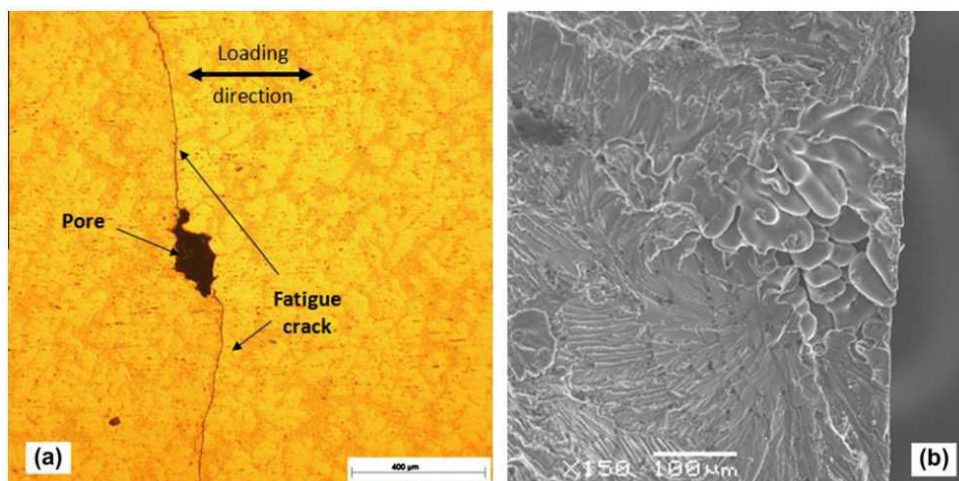 Loading
direction
Pore
Fatigue
crack
(a)
400 µm
X150 100µm
(b)